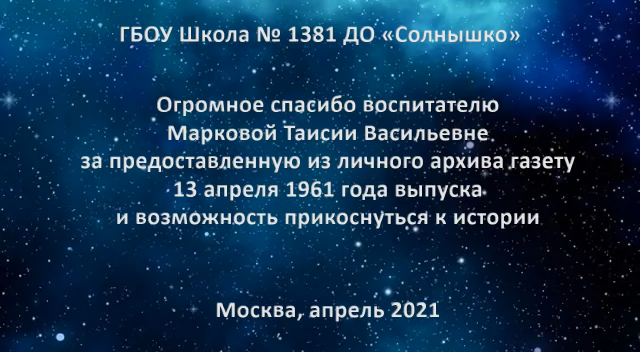 ГБОУ Школа № 1381 ДО «Солнышко»
Огромное спасибо воспитателю
Марковой Таисии Васильевне
за предоставленную из личного архива газету
13 апреля 1961 года выпуска
и возможность прикоснуться к истории
Москва, апрель 2021